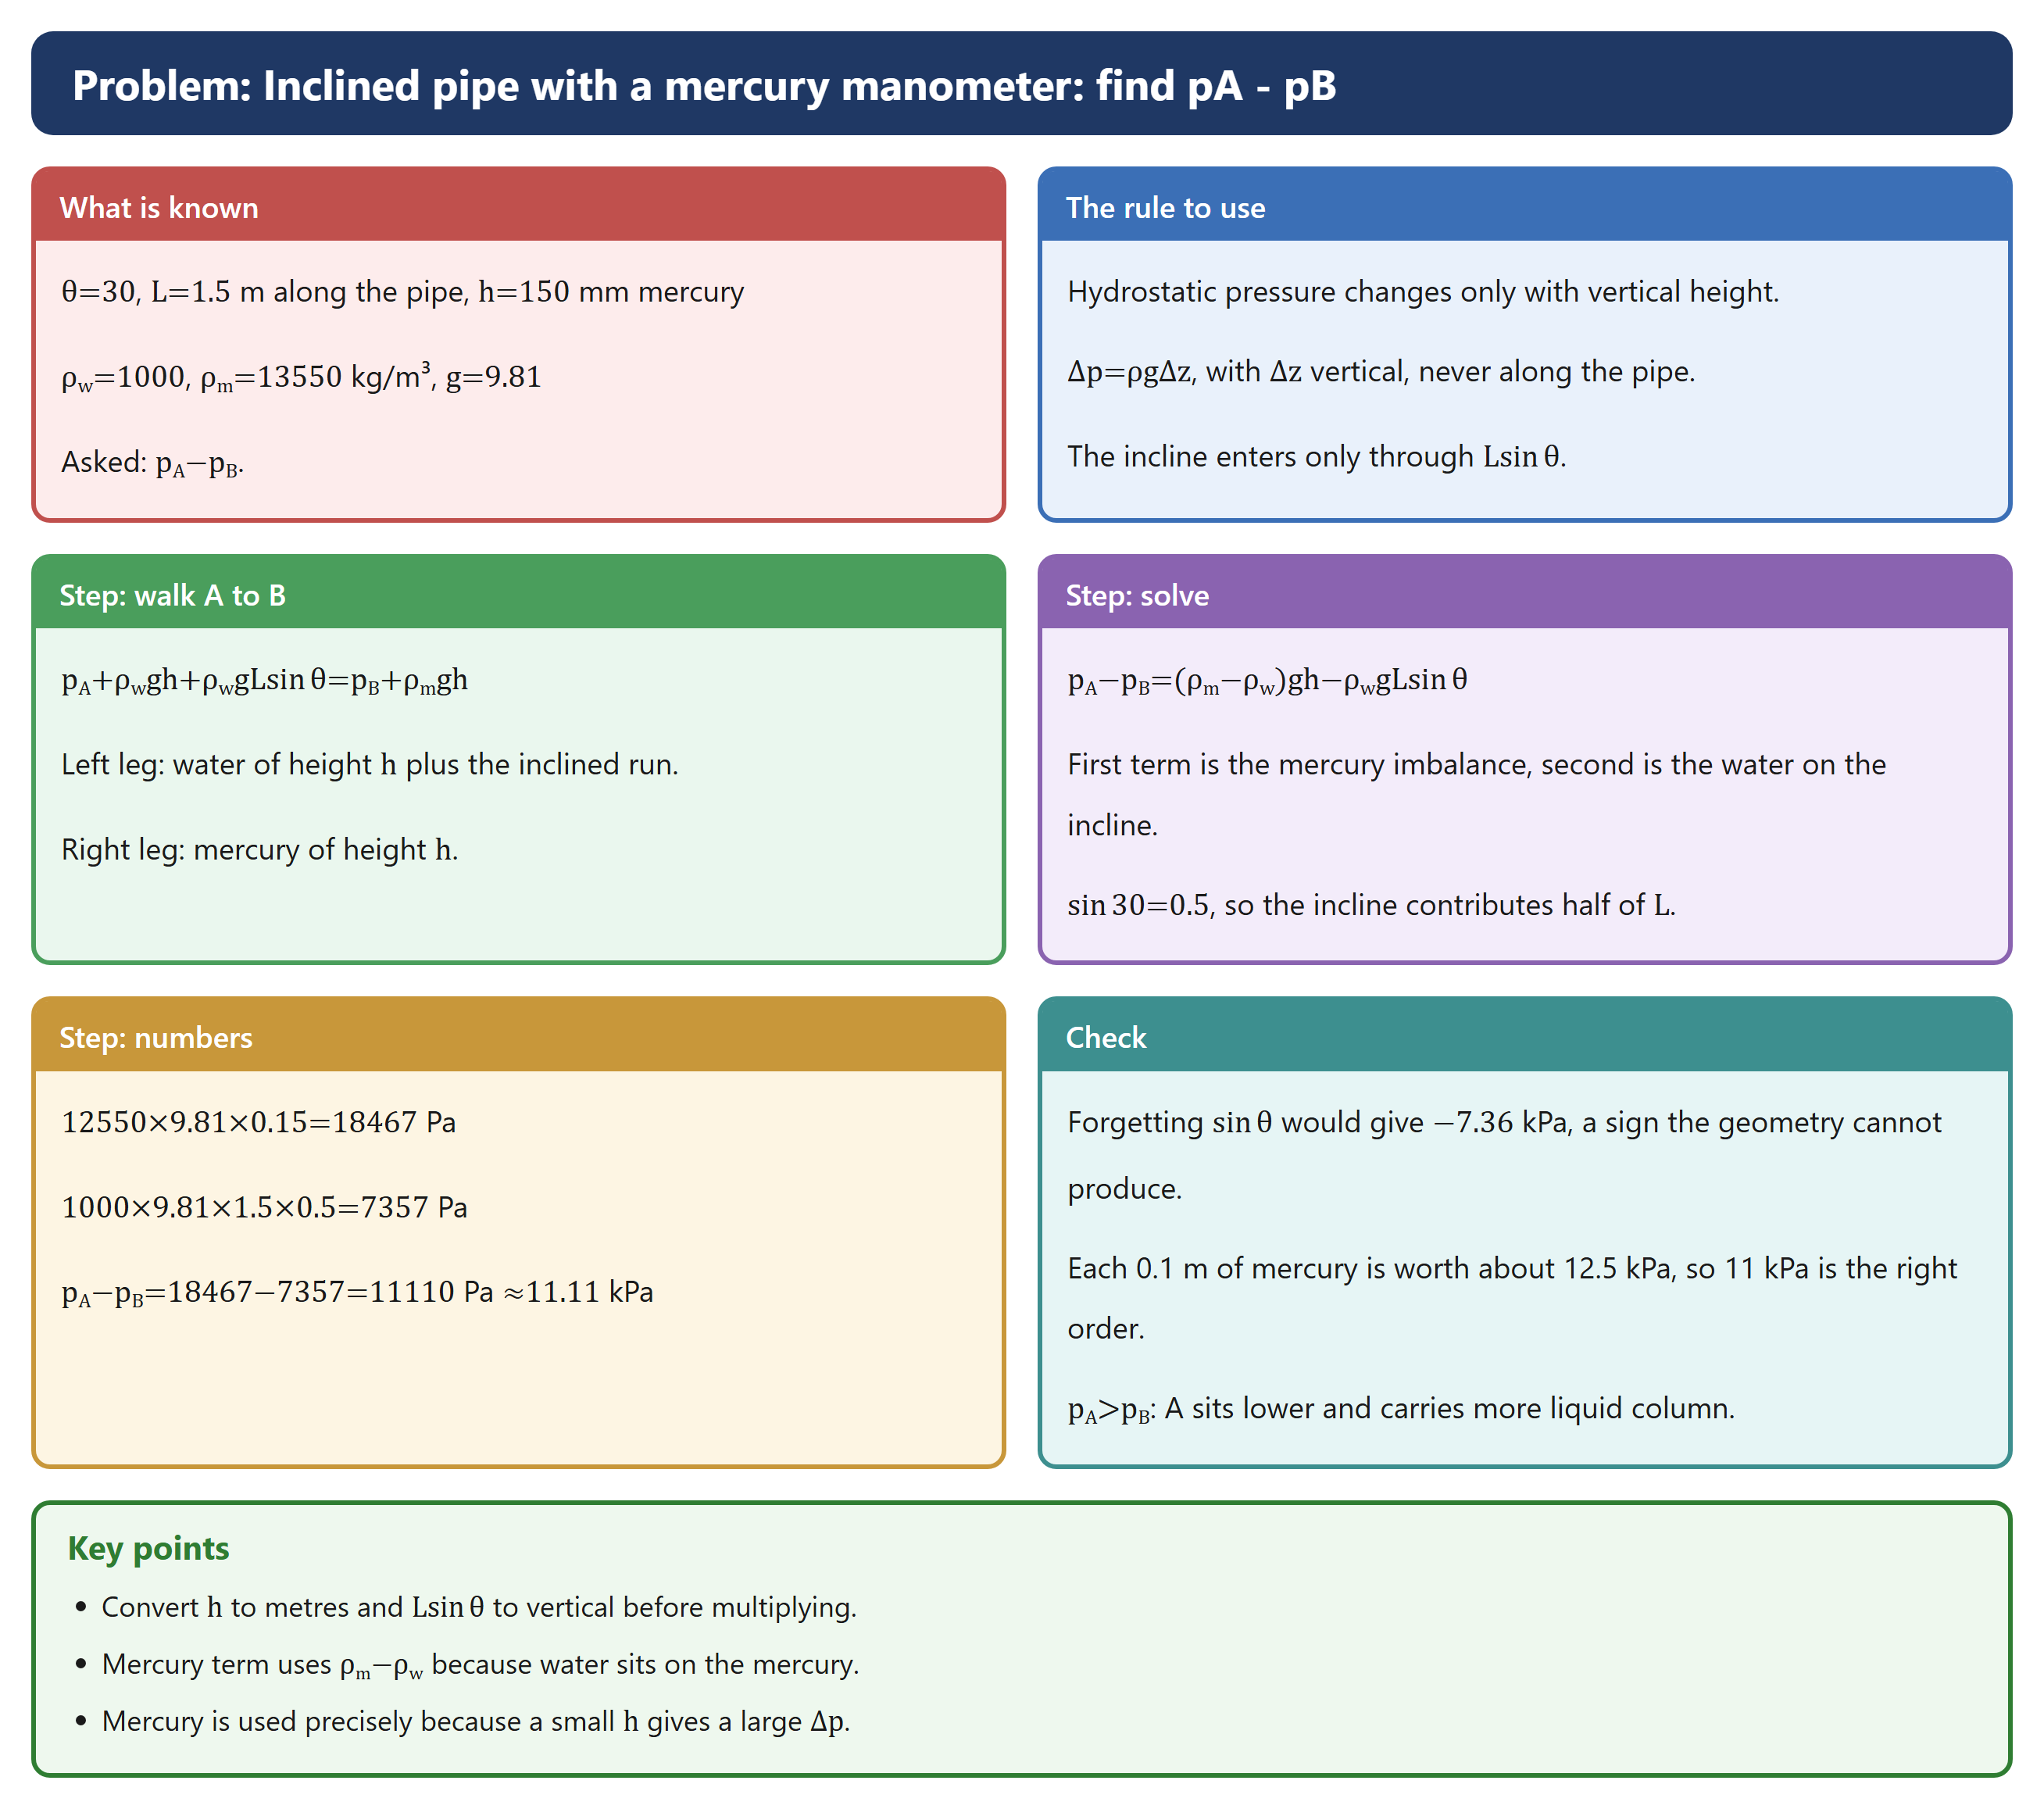 Problem: Inclined pipe with a mercury manometer: find pA - pB
What is known
θ=30, L=1.5 m along the pipe, h=150 mm mercury
ρw=1000, ρm=13550 kg/m³, g=9.81
Asked: pA−pB.
The rule to use
Hydrostatic pressure changes only with vertical height.
Δp=ρgΔz, with Δz vertical, never along the pipe.
The incline enters only through Lsin θ.
Step: walk A to B
pA+ρwgh+ρwgLsin θ=pB+ρmgh
Left leg: water of height h plus the inclined run.
Right leg: mercury of height h.
Step: solve
pA−pB=(ρm−ρw)gh−ρwgLsin θ
First term is the mercury imbalance, second is the water on the
incline.
sin 30=0.5, so the incline contributes half of L.
Step: numbers
12550×9.81×0.15=18467 Pa
1000×9.81×1.5×0.5=7357 Pa
pA−pB=18467−7357=11110 Pa ≈11.11 kPa
Check
Forgetting sin θ would give −7.36 kPa, a sign the geometry cannot
produce.
Each 0.1 m of mercury is worth about 12.5 kPa, so 11 kPa is the right
order.
pA>pB: A sits lower and carries more liquid column.
Key points
• Convert h to metres and Lsin θ to vertical before multiplying.
• Mercury term uses ρm−ρw because water sits on the mercury.
• Mercury is used precisely because a small h gives a large Δp.